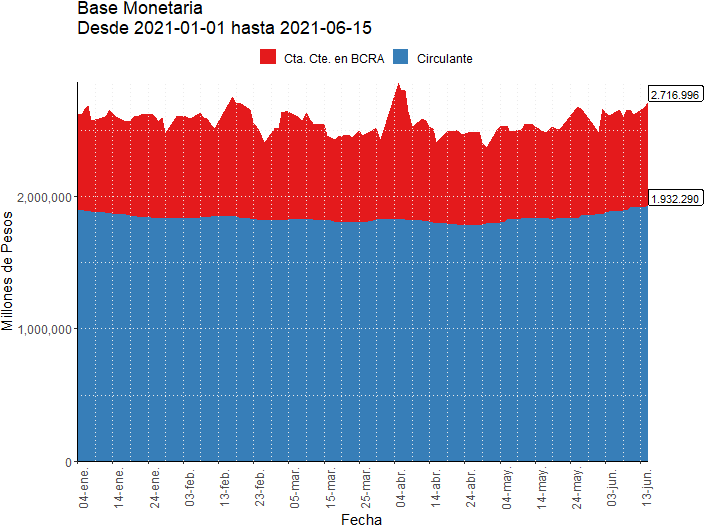 Base Monetaria
Desde 2021-01-01 hasta 2021-06-15
Cta. Cte. en BCRA Circulante
2.716.996
1.932.290
2,000,000
1,000,000
0
Millones de Pesos
04-ene. 14-ene. 24-ene. 03-feb. 13-feb. 23-feb. 05-mar. 15-mar. 25-mar. 04-abr. 14-abr. 24-abr. 04-may. 14-may. 24-may. 03-jun. 13-jun.
Fecha